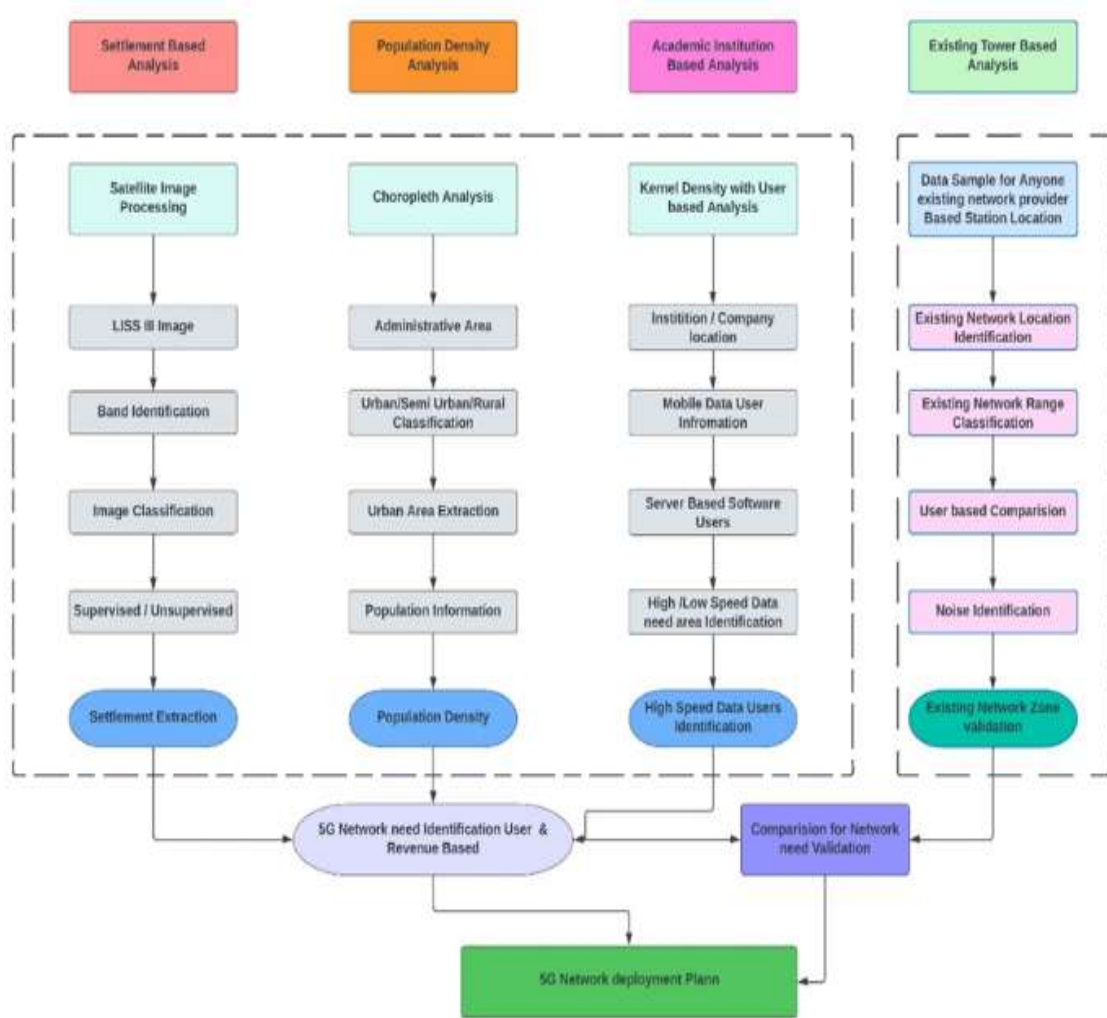 Settlement Based
Analysis
Population Density
Analysis
Academic Institution
Based Analysis
Existing Tower Based
Analysis
Satellite Image
Processing
Choropleth Analysis
Kernel Density with User
based Analysis
Data Sample for Anyone
existing network provider
Based Station Location
LISS III Image
Administrative Area
Institition / Company
location
Existing Network Location
Identification
Band Identification
Urban/Semi Urban/Rural
Classification
Mobile Data User
Infromation
Existing Network Range
Classification
Image Classification
Urban Area Extraction
Server Based Software
Users
User based Comparision
Supervised / Unsupervised
Population Information
High /Low Speed Data
need area Identification
Noise Identification
Settlement Extraction
Population Density
High Speed Data Users
Identification
Existing Network Zone
validation
5G Network need Identification User &
Revenue Based
Comparision for Network
need Validation
5G Network deployment Plann